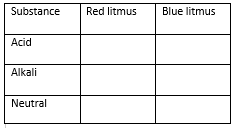 Substance Red litmus Blue litmus
Acid
Alkali
Neutral